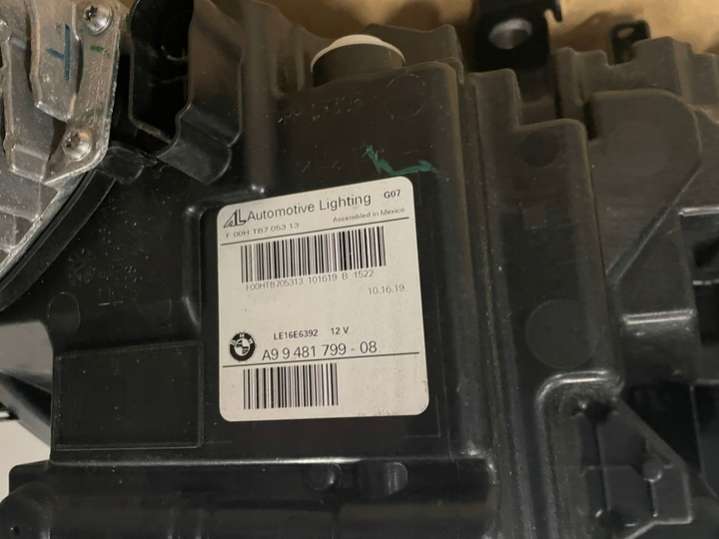 AL Automotive Lighting G07
F 00H TB7 053 13 Assembled in Mexico
F00HTB705313 101619 B 1522
10.16.19
LE16E6392 12 V
A9 9 481 799 - 08